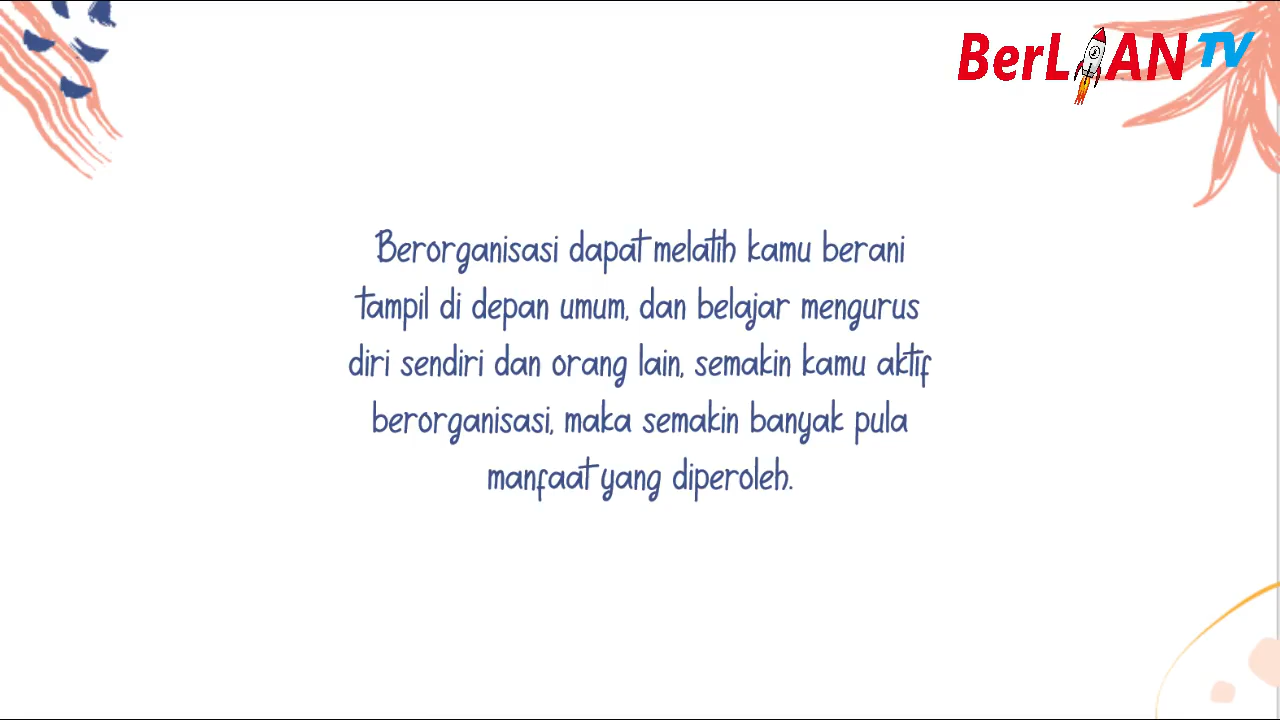 BerLIAN TV
Berorganisasi dapat melatih kamu berani
tampil di depan umum, dan belajar mengurus
diri sendiri dan orang lain, semakin kamu aktif
berorganisasi, maka semakin banyak pula
manfaat yang diperoleh.